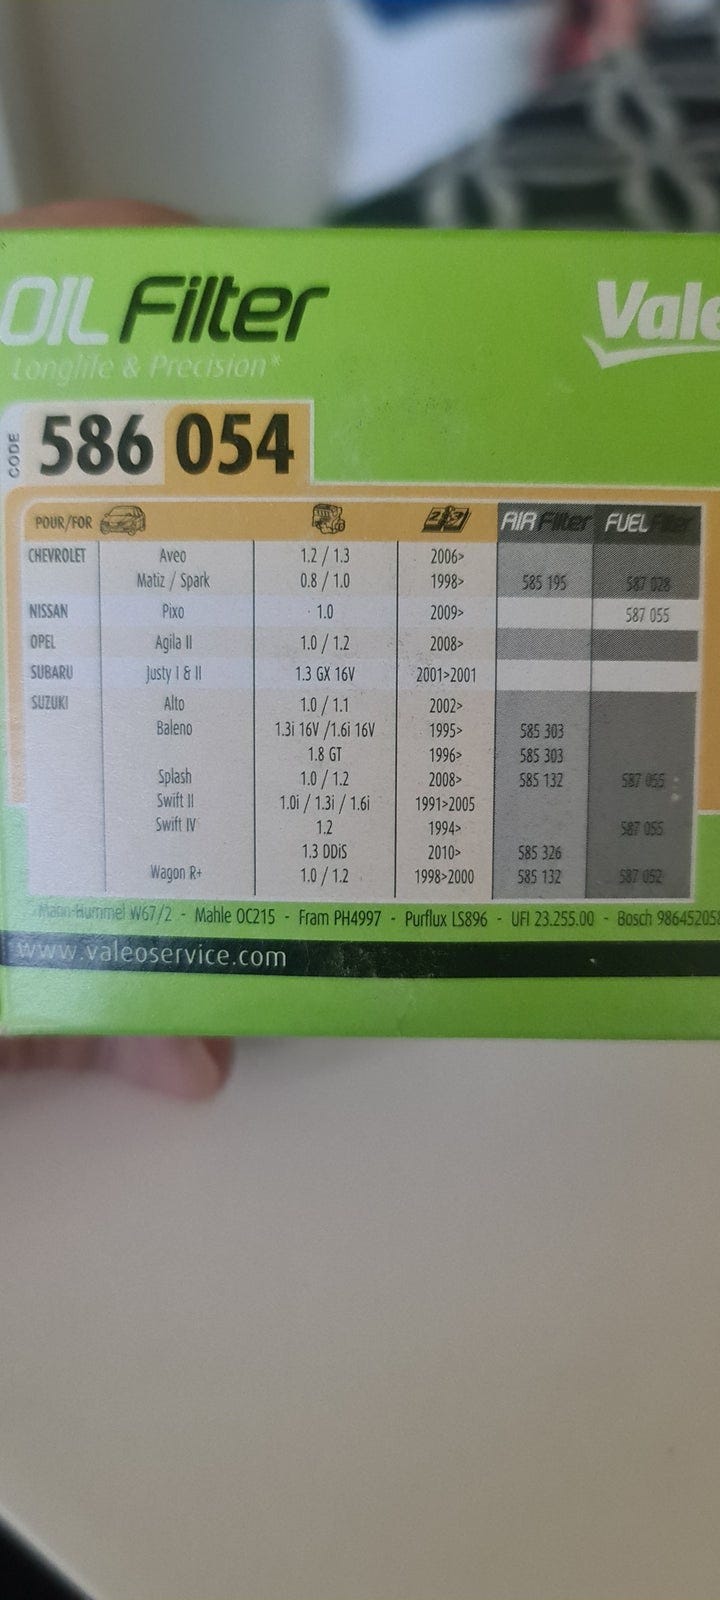 OIL Filter
Vale
Longlife & Precision*
CODE 586 054
POUR/FOR AIR Filter FUEL Filter
CHEVROLET Aveo 1.2 / 1.3 2006>
Matiz / Spark 0.8 / 1.0 1998> 585 195 587 028
NISSAN Pixo 1.0 2009> 587 055
OPEL Agila II 1.0 / 1.2 2008>
SUBARU Justy I & II 1.3 GX 16V 2001>2001
SUZUKI Alto 1.0 / 1.1 2002>
Baleno 1.3i 16V /1.6i 16V 1995> 585 303
1.8 GT 1996> 585 303
Splash 1.0 / 1.2 2008> 585 132 587 055
Swift II 1.0i / 1.3i / 1.6i 1991>2005
Swift IV 1.2 1994> 587 055
1.3 DDiS 2010> 585 326
Wagon R+ 1.0 / 1.2 1998>2000 585 132 587 052
Mann-Hummel W67/2 - Mahle OC215 - Fram PH4997 - Purflux LS896 - UFI 23.255.00 - Bosch 986452058
www.valeoservice.com